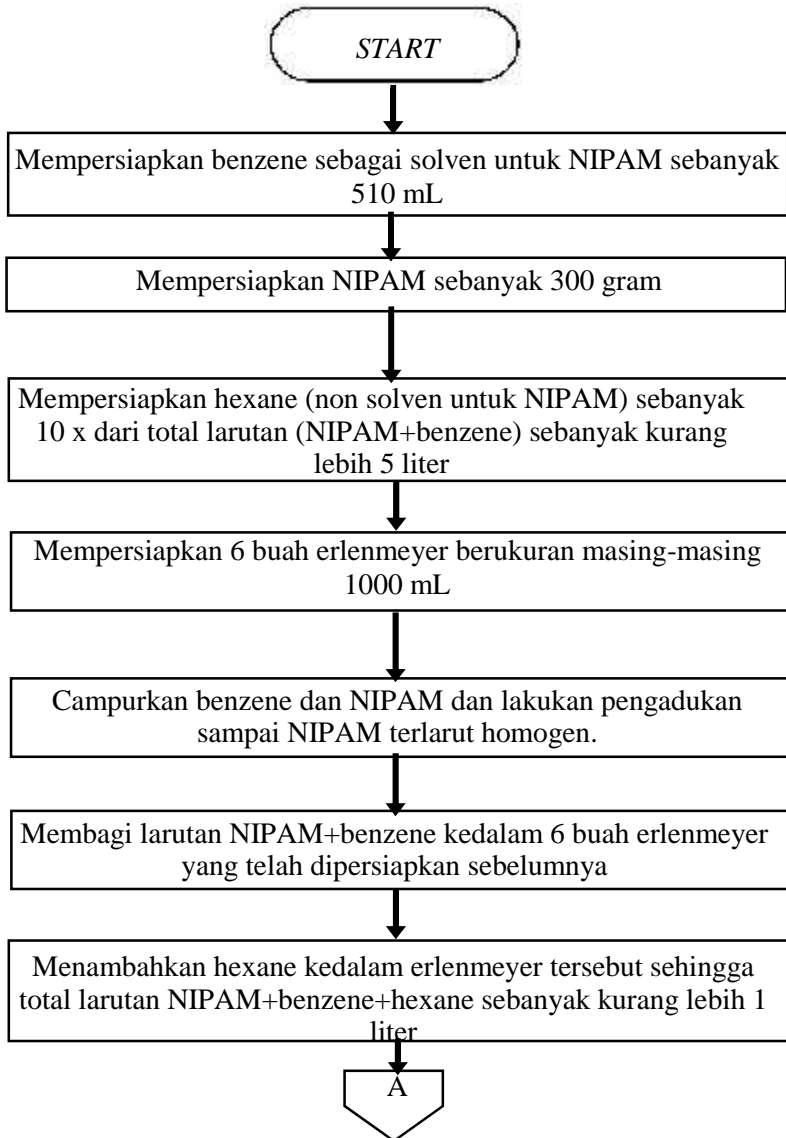 START
Mempersiapkan benzene sebagai solven untuk NIPAM sebanyak
510 mL
Mempersiapkan NIPAM sebanyak 300 gram
Mempersiapkan hexane (non solven untuk NIPAM) sebanyak
10 x dari total larutan (NIPAM+benzene) sebanyak kurang
lebih 5 liter
Mempersiapkan 6 buah erlenmeyer berukuran masing-masing
1000 mL
Campurkan benzene dan NIPAM dan lakukan pengadukan
sampai NIPAM terlarut homogen.
Membagi larutan NIPAM+benzene kedalam 6 buah erlenmeyer
yang telah dipersiapkan sebelumnya
Menambahkan hexane kedalam erlenmeyer tersebut sehingga
total larutan NIPAM+benzene+hexane sebanyak kurang lebih 1
liter
A